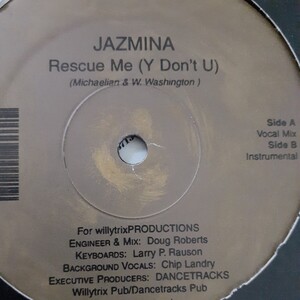 JAZMINA
Rescue Me (Y Don't U)
(Michaelian & W. Washington )
Side A
Vocal Mix
Side B
Instrumental
For willytrixPRODUCTIONS
ENGINEER & MIX: Doug Roberts
KEYBOARDS: Larry P. Rauson
BACKGROUND VOCALS: Chip Landry
EXECUTIVE PRODUCERS: DANCETRACKS
Willytrix Pub/Dancetracks Pub